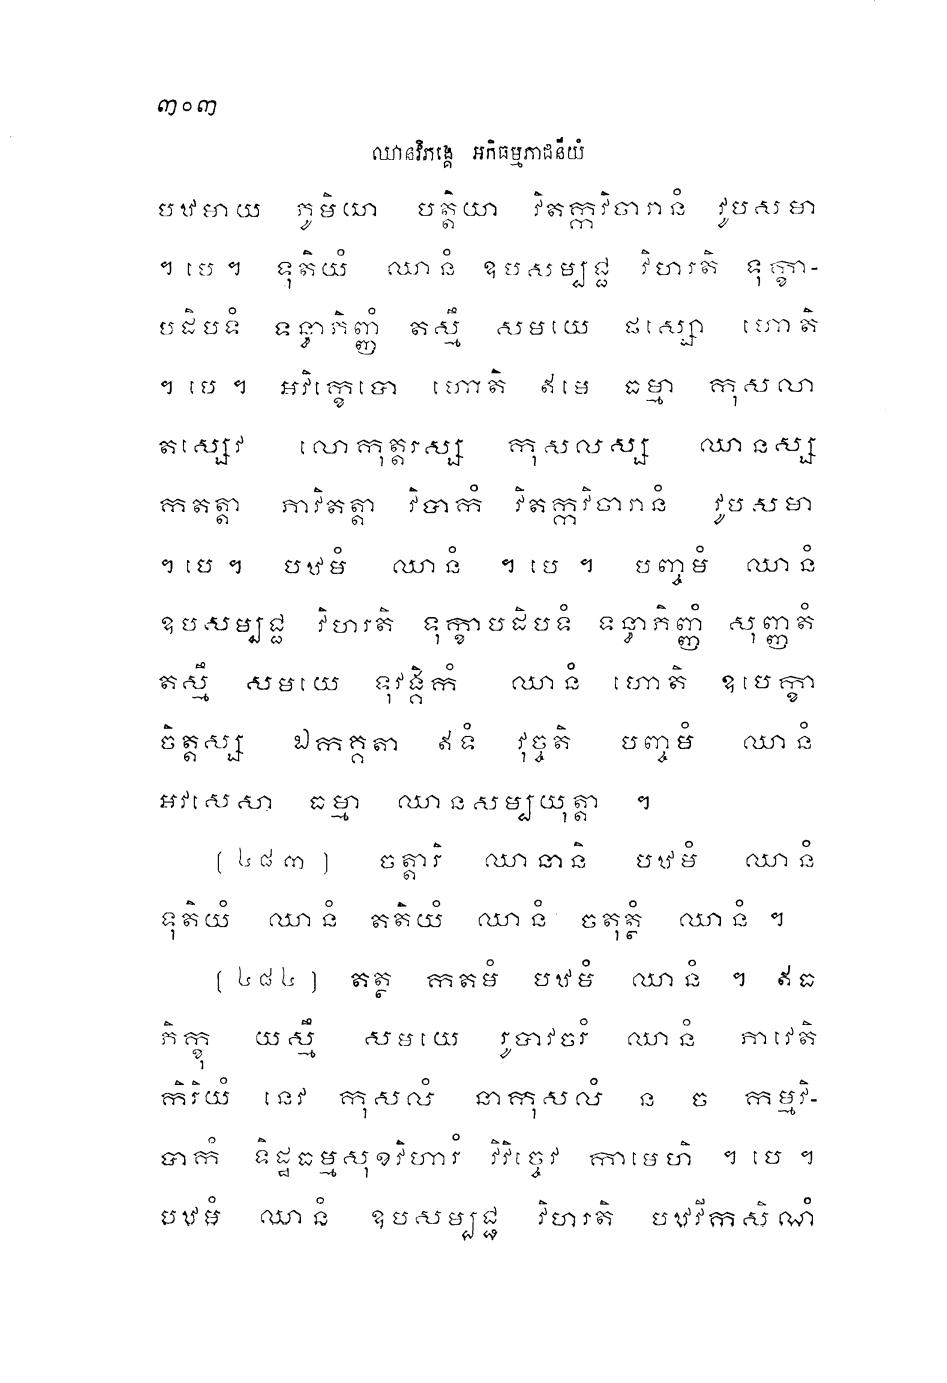 ៣០៣
ឈានវិភង្គេ អភិធម្មភាជនីយំ
បឋមាយ ភូមិយា បត្តិយា វិតក្កវិចារានំ វូបសមា
។ បេ ។ ទុតិយំ ឈានំ ឧបសម្បជ្ជ វិហរតិ ទុក្ខា-
បដិបទំ ទន្ធាភិញ្ញំ តស្មឹ សមយេ ផស្សោ ហោតិ
។ បេ ។ អវិក្ខេបោ ហោតិ ឥមេ ធម្មា កុសលា
តស្សេវ លោកុត្តរស្ស កុសលស្ស ឈានស្ស
កតត្តា ភាវិតត្តា វិបាកំ វិតក្កវិចារានំ វូបសមា
។ បេ ។ បឋមំ ឈានំ ។ បេ ។ បញ្ចមំ ឈានំ
ឧបសម្បជ្ជ វិហរតិ ទុក្ខាបដិបទំ ទន្ធាភិញ្ញំ សុញ្ញតំ
តស្មឹ សមយេ ទុវង្គិកំ ឈានំ ហោតិ ឧបេក្ខា
ចិត្តស្ស ឯកគ្គតា ឥទំ វុច្ចតិ បញ្ចមំ ឈានំ
អវសេសា ធម្មា ឈានសម្បយុត្តា ។
[ ៤៨៣ ] ចត្តារិ ឈានានិ បឋមំ ឈានំ
ទុតិយំ ឈានំ តតិយំ ឈានំ ចតុត្ថំ ឈានំ ។
[ ៤៨៤ ] តត្ថ កតមំ បឋមំ ឈានំ ។ ឥធ
ភិក្ខុ យស្មឹ សមយេ រូបាវចរំ ឈានំ ភាវេតិ
កិរិយំ នេវ កុសលំ នាកុសលំ ន ច កម្មវិ-
បាកំ ទិដ្ឋធម្មសុខវិហារំ វិវិច្ចេវ កាមេហិ ។ បេ ។
បឋមំ ឈានំ ឧបសម្បជ្ជ វិហរតិ បឋវីកសិណំ